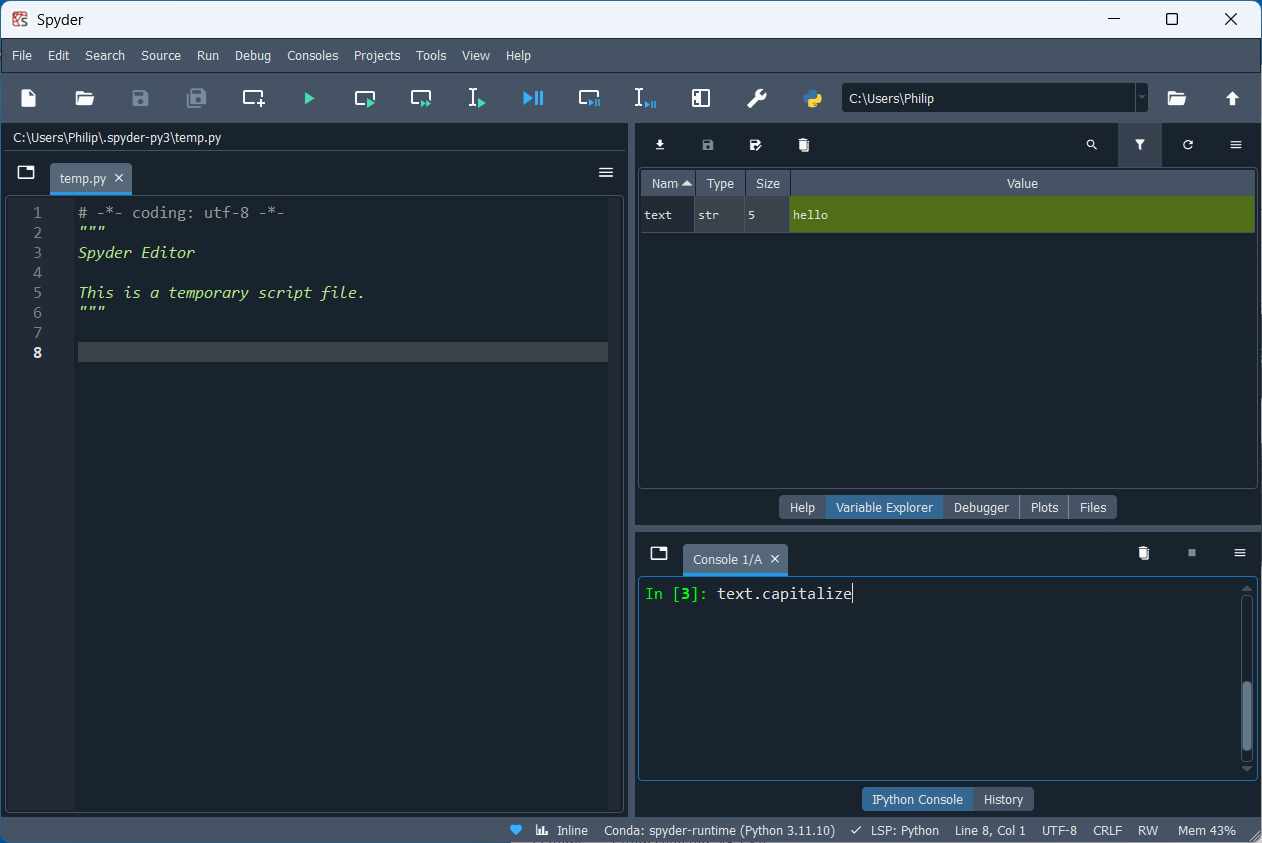 Spyder
File Edit Search Source Run Debug Consoles Projects Tools View Help
C:\Users\Philip
C:\Users\Philip\.spyder-py3\temp.py
temp.py
1 # -*- coding: utf-8 -*-
2 """
3 Spyder Editor
4
5 This is a temporary script file.
6 """
7
8
Nam Type Size Value
text str 5 hello
Help Variable Explorer Debugger Plots Files
Console 1/A
In [3]: text.capitalize
IPython Console History
Inline Conda: spyder-runtime (Python 3.11.10) LSP: Python Line 8, Col 1 UTF-8 CRLF RW Mem 43%